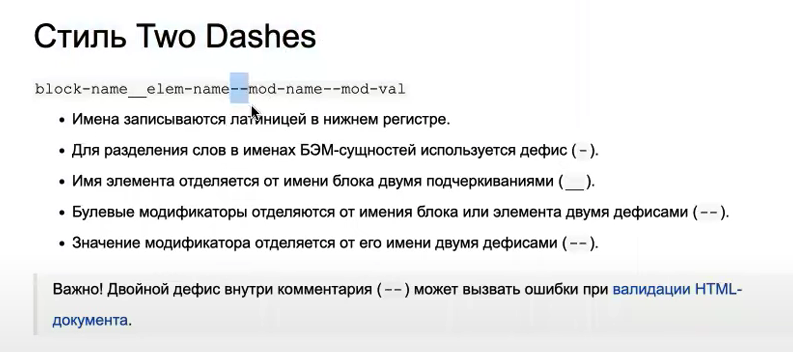 Стиль Two Dashes
block-name__elem-name--mod-name--mod-val
• Имена записываются латиницей в нижнем регистре.
• Для разделения слов в именах БЭМ-сущностей используется дефис (-).
• Имя элемента отделяется от имени блока двумя подчеркиваниями (__).
• Булевые модификаторы отделяются от имения блока или элемента двумя дефисами (--).
• Значение модификатора отделяется от его имени двумя дефисами (--).
Важно! Двойной дефис внутри комментария (--) может вызвать ошибки при валидации HTML-
документа.